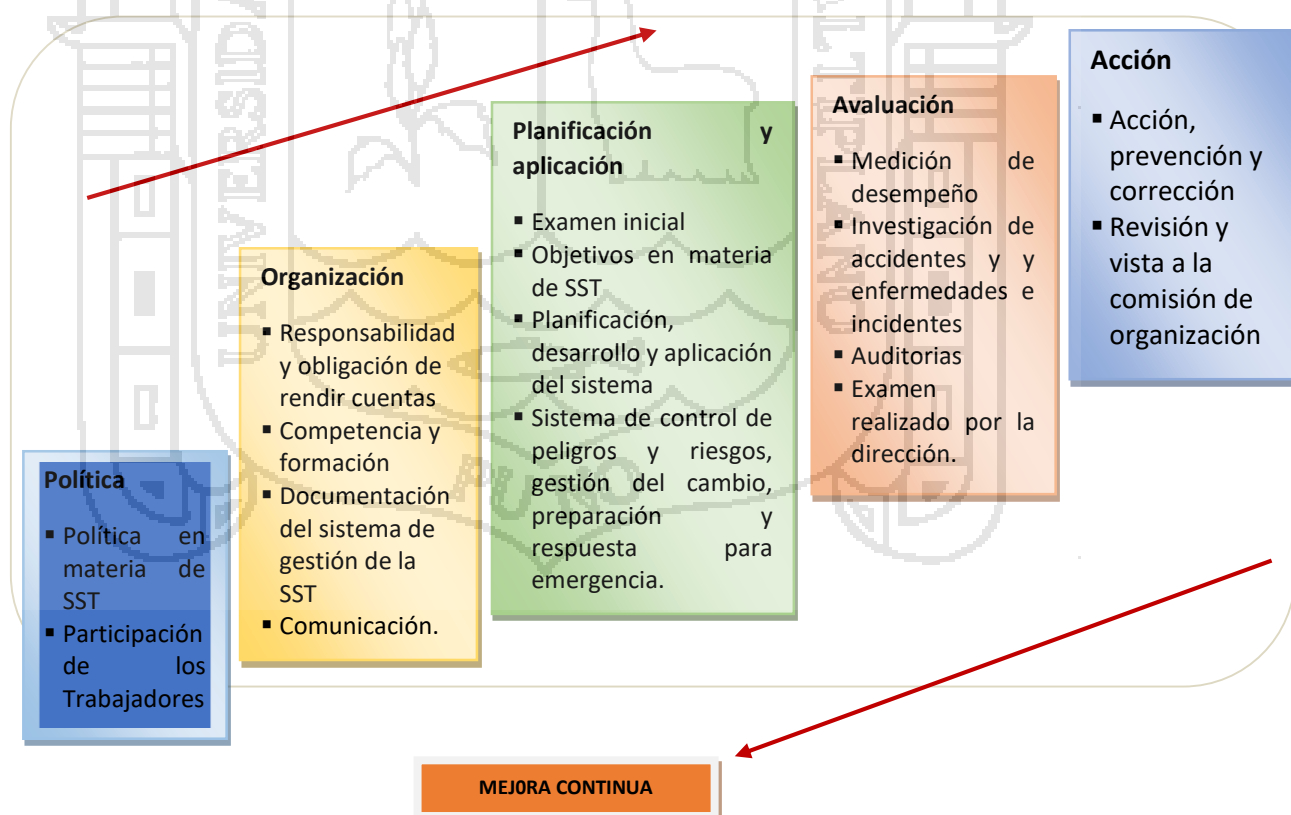 Política
▪ Política en
materia de
SST
▪ Participación
de los
Trabajadores
Organización
▪ Responsabilidad
y obligación de
rendir cuentas
▪ Competencia y
formación
▪ Documentación
del sistema de
gestión de la
SST
▪ Comunicación.
Planificación y
aplicación
▪ Examen inicial
▪ Objetivos en materia
de SST
▪ Planificación,
desarrollo y aplicación
del sistema
▪ Sistema de control de
peligros y riesgos,
gestión del cambio,
preparación y
respuesta para
emergencia.
Avaluación
▪ Medición de
desempeño
▪ Investigación de
accidentes y y
enfermedades e
incidentes
▪ Auditorias
▪ Examen
realizado por la
dirección.
Acción
▪ Acción,
prevención y
corrección
▪ Revisión y
vista a la
comisión de
organización
MEJ0RA CONTINUA